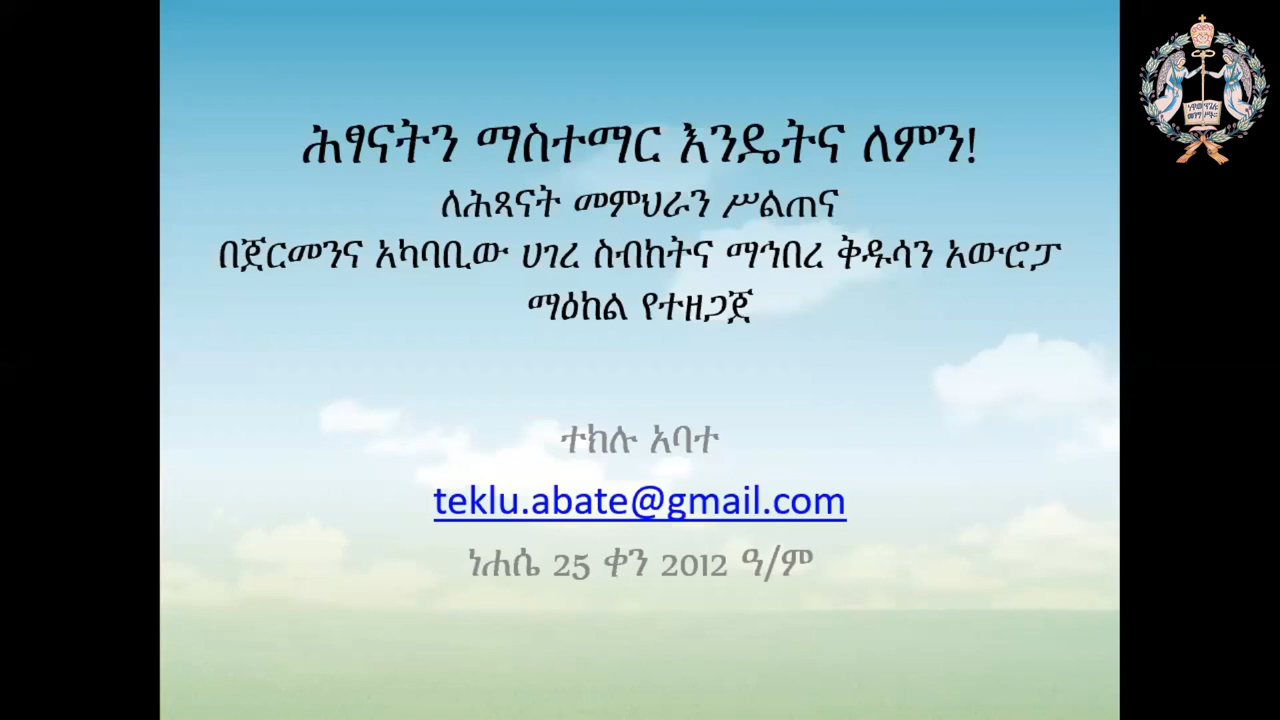 ሕፃናትን ማስተማር እንዴትና ለምን!
ለሕጻናት መምህራን ሥልጠና
በጀርመንና አካባቢው ሀገረ ስብከትና ማኅበረ ቅዱሳን አውሮፓ
ማዕከል የተዘጋጀ
ተክሉ አባተ
teklu.abate@gmail.com
ነሐሴ 25 ቀን 2012 ዓ/ም